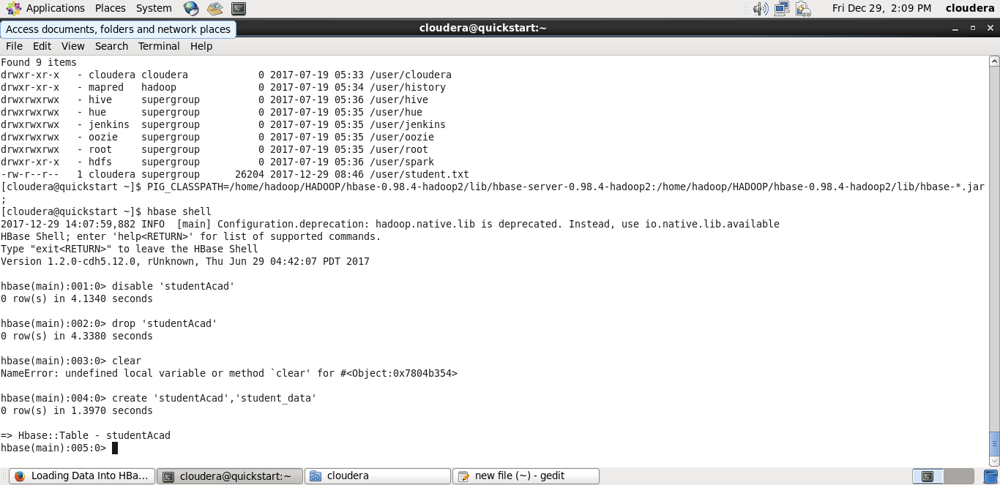 Applications Places System Fri Dec 29, 2:09 PM cloudera
Access documents, folders and network places
cloudera@quickstart:~
File Edit View Search Terminal Help
Found 9 items
drwxr-xr-x   - cloudera cloudera            0 2017-07-19 05:33 /user/cloudera
drwxr-xr-x   - mapred   hadoop              0 2017-07-19 05:34 /user/history
drwxrwxrwx   - hive     supergroup          0 2017-07-19 05:36 /user/hive
drwxrwxrwx   - hue      supergroup          0 2017-07-19 05:35 /user/hue
drwxrwxrwx   - jenkins  supergroup          0 2017-07-19 05:35 /user/jenkins
drwxrwxrwx   - oozie    supergroup          0 2017-07-19 05:35 /user/oozie
drwxrwxrwx   - root     supergroup          0 2017-07-19 05:35 /user/root
drwxr-xr-x   - hdfs     supergroup          0 2017-07-19 05:36 /user/spark
-rw-r--r--   1 cloudera supergroup      26204 2017-12-29 08:46 /user/student.txt
[cloudera@quickstart ~]$ PIG_CLASSPATH=/home/hadoop/HADOOP/hbase-0.98.4-hadoop2/lib/hbase-server-0.98.4-hadoop2:/home/hadoop/HADOOP/hbase-0.98.4-hadoop2/lib/hbase-*.jar
;
[cloudera@quickstart ~]$ hbase shell
2017-12-29 14:07:59,882 INFO  [main] Configuration.deprecation: hadoop.native.lib is deprecated. Instead, use io.native.lib.available
HBase Shell; enter 'help<RETURN>' for list of supported commands.
Type "exit<RETURN>" to leave the HBase Shell
Version 1.2.0-cdh5.12.0, rUnknown, Thu Jun 29 04:42:07 PDT 2017
hbase(main):001:0> disable 'studentAcad'
0 row(s) in 4.1340 seconds
hbase(main):002:0> drop 'studentAcad'
0 row(s) in 4.3380 seconds
hbase(main):003:0> clear
NameError: undefined local variable or method `clear' for #<Object:0x7804b354>
hbase(main):004:0> create 'studentAcad','student_data'
0 row(s) in 1.3970 seconds
=> Hbase::Table - studentAcad
hbase(main):005:0>
Loading Data Into HBa... cloudera@quickstart:~ cloudera new file (~) - gedit